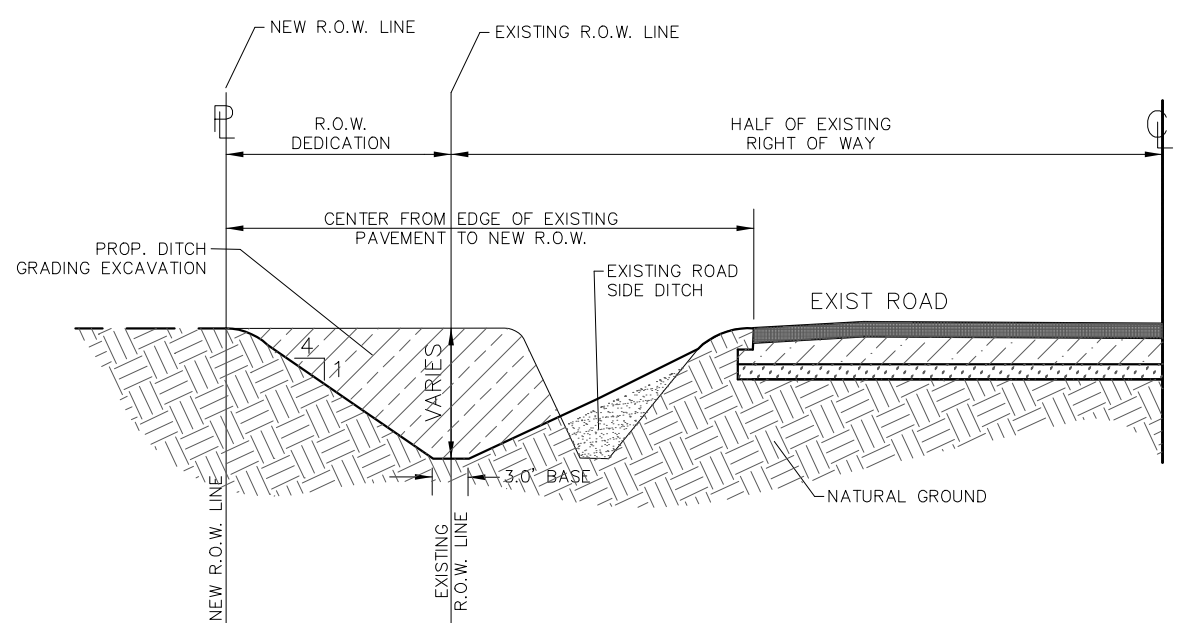 NEW R.O.W. LINE
EXISTING R.O.W. LINE
PL
R.O.W.
DEDICATION
HALF OF EXISTING
RIGHT OF WAY
CL
CENTER FROM EDGE OF EXISTING
PAVEMENT TO NEW R.O.W.
PROP. DITCH
GRADING EXCAVATION
EXISTING ROAD
SIDE DITCH
EXIST ROAD
4
1
VARIES
3.0' BASE
NATURAL GROUND
NEW R.O.W. LINE
EXISTING
R.O.W. LINE